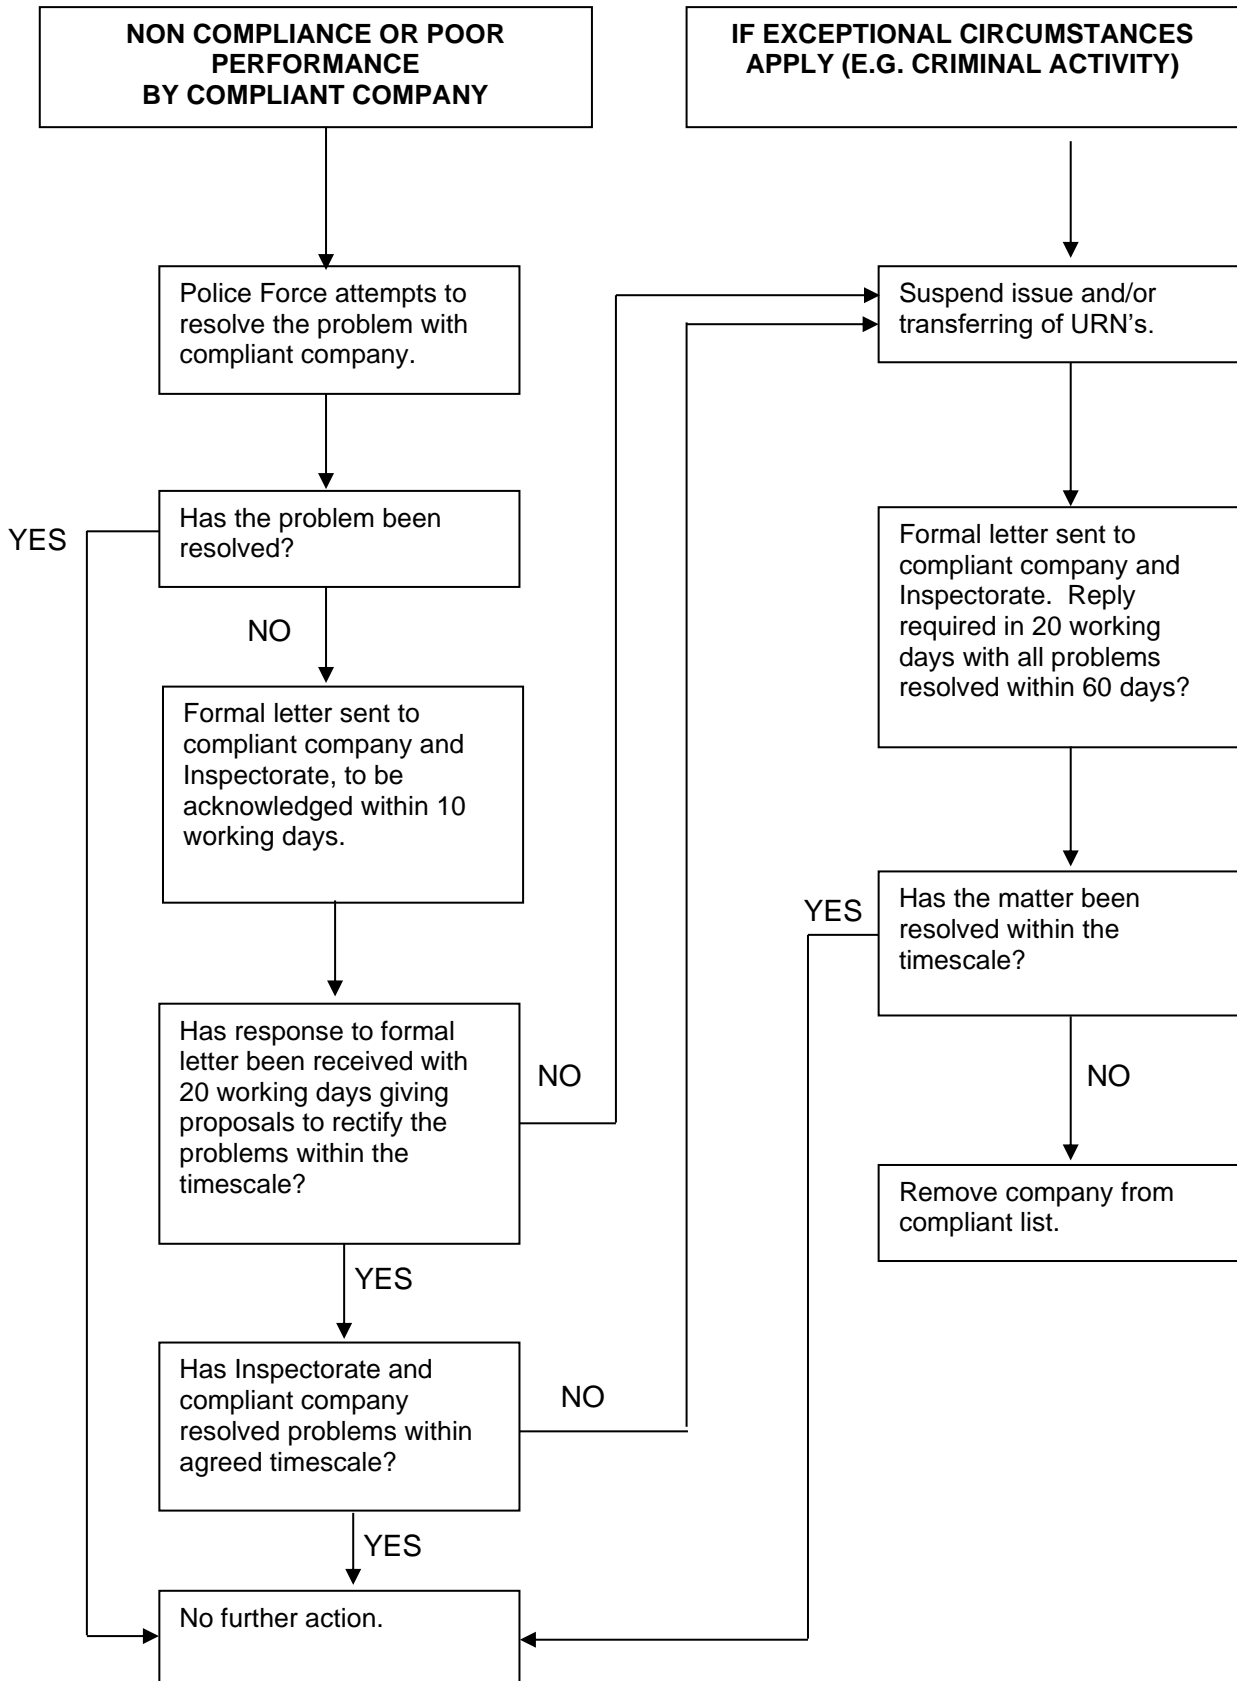 NON COMPLIANCE OR POOR
PERFORMANCE
BY COMPLIANT COMPANY
IF EXCEPTIONAL CIRCUMSTANCES
APPLY (E.G. CRIMINAL ACTIVITY)
Police Force attempts to
resolve the problem with
compliant company.
Suspend issue and/or
transferring of URN’s.
Has the problem been
resolved?
YES
NO
Formal letter sent to
compliant company and
Inspectorate.  Reply
required in 20 working
days with all problems
resolved within 60 days?
Formal letter sent to
compliant company and
Inspectorate, to be
acknowledged within 10
working days.
Has the matter been
resolved within the
timescale?
YES
NO
Has response to formal
letter been received with
20 working days giving
proposals to rectify the
problems within the
timescale?
NO
YES
Remove company from
compliant list.
Has Inspectorate and
compliant company
resolved problems within
agreed timescale?
NO
YES
No further action.